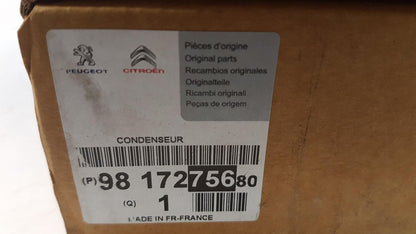 PEUGEOT CITROËN
Pièces d'origine
Original parts
Recambios originales
Originalteile
Ricambi originali
Peças de origem
CONDENSEUR
(P) 98 172 756 80
(Q) 1
MADE IN FR-FRANCE